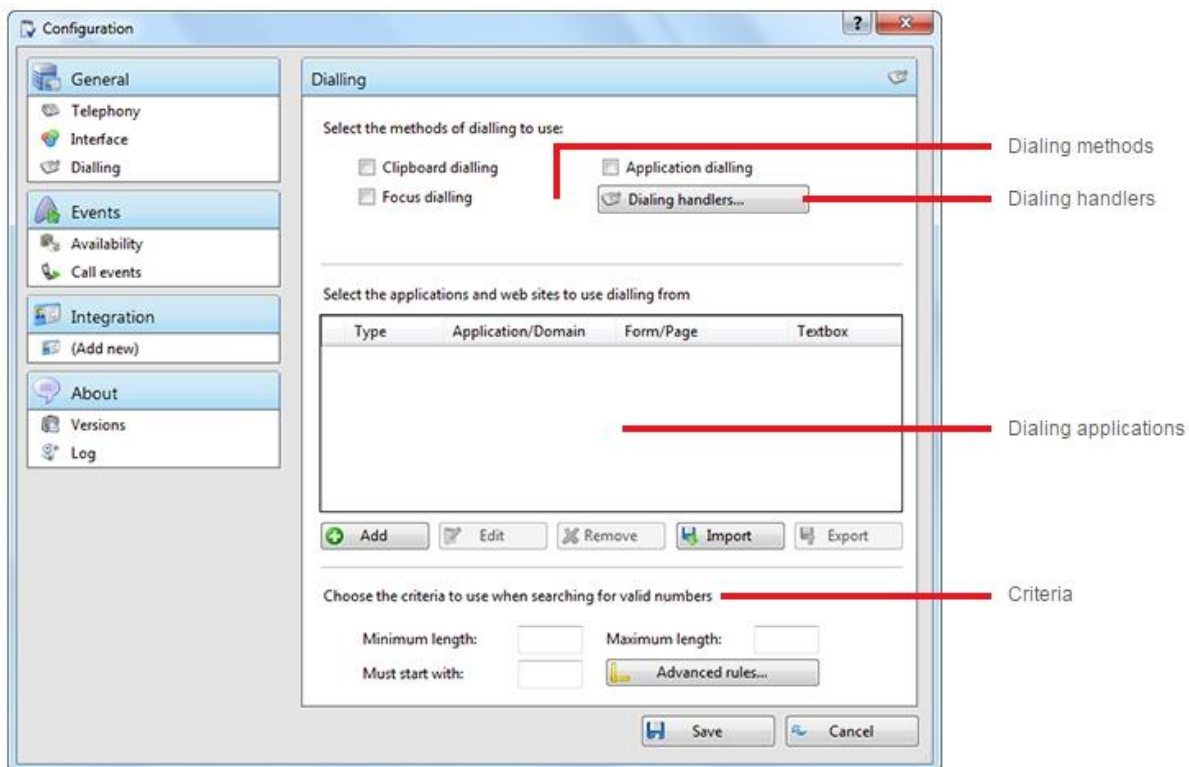 Configuration
?
General
Telephony
Interface
Dialling
Events
Availability
Call events
Integration
(Add new)
About
Versions
Log
Dialling
Select the methods of dialling to use:
Clipboard dialling
Application dialling
Focus dialling
Dialing handlers...
Select the applications and web sites to use dialling from
Type Application/Domain Form/Page Textbox
Add Edit Remove Import Export
Choose the criteria to use when searching for valid numbers
Minimum length: Maximum length:
Must start with: Advanced rules...
Save Cancel
Dialing methods
Dialing handlers
Dialing applications
Criteria